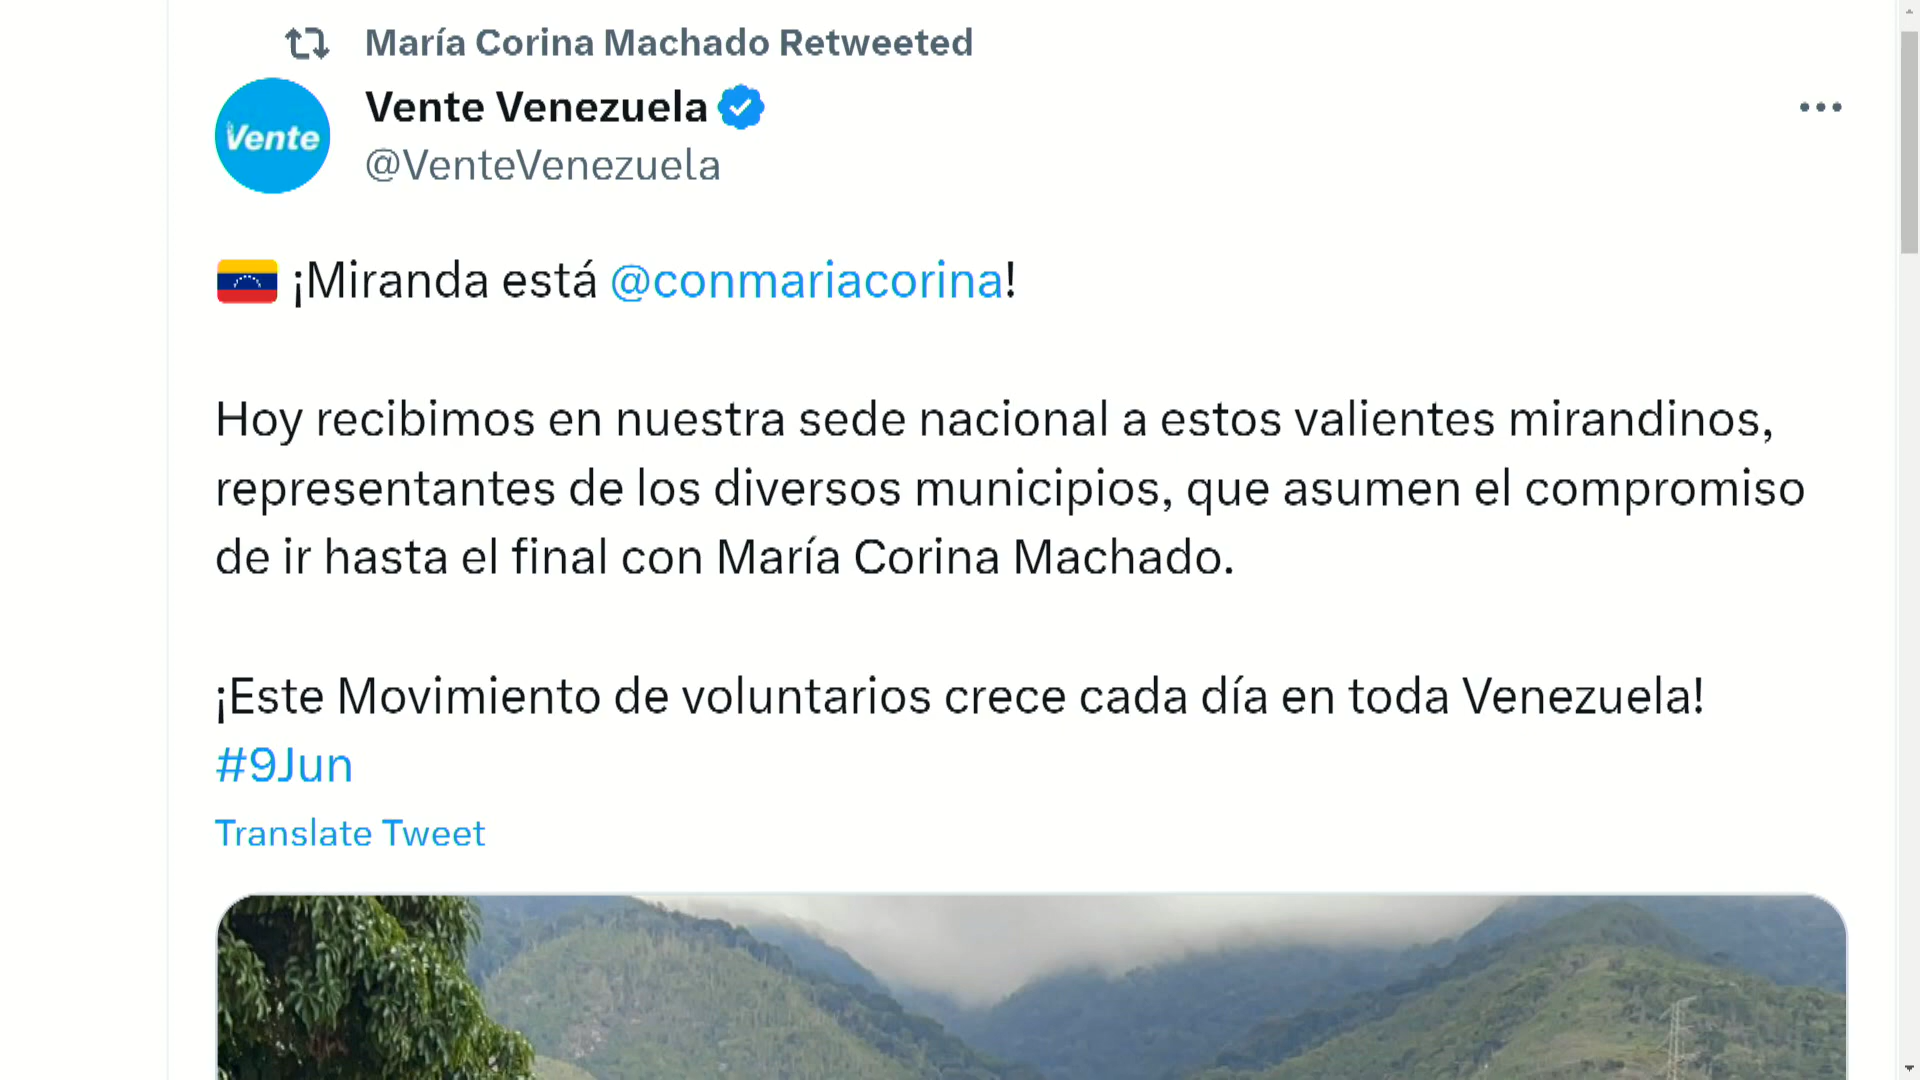 María Corina Machado Retweeted
Vente
Vente Venezuela
@VenteVenezuela
¡Miranda está @conmariacorina!
Hoy recibimos en nuestra sede nacional a estos valientes mirandinos,
representantes de los diversos municipios, que asumen el compromiso
de ir hasta el final con María Corina Machado.
¡Este Movimiento de voluntarios crece cada día en toda Venezuela!
#9Jun
Translate Tweet